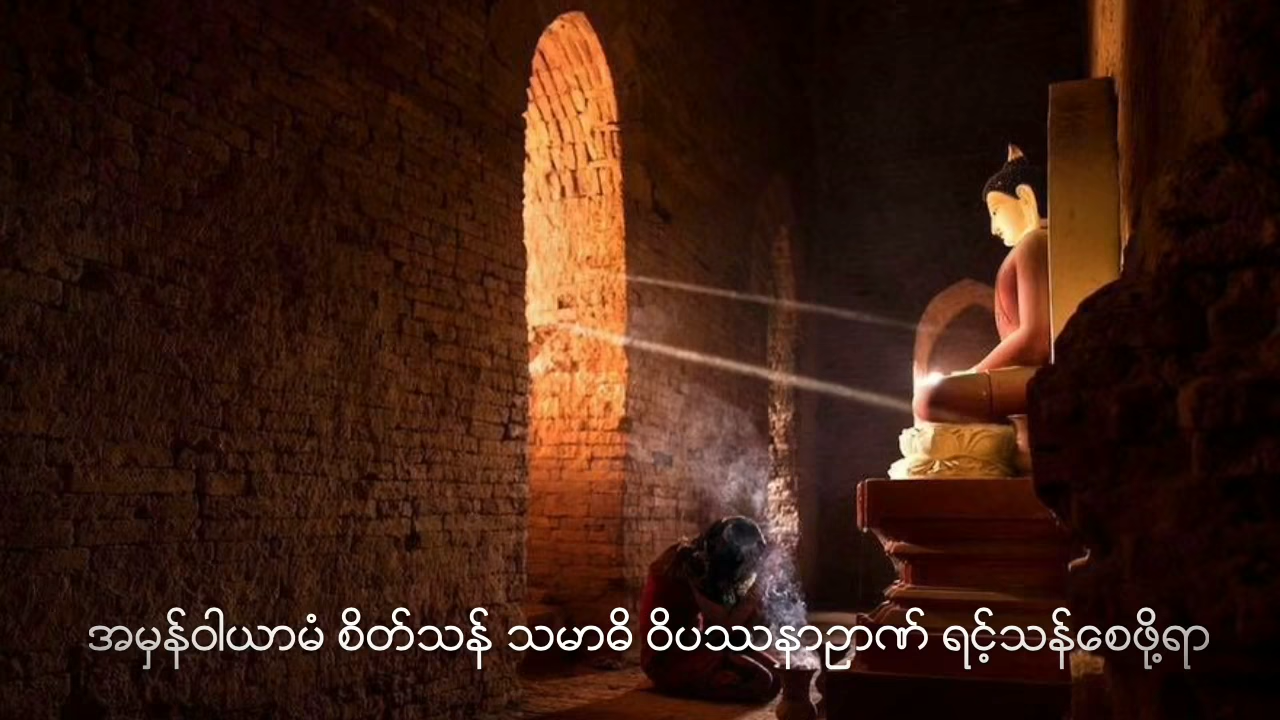 အမှန်ဝါယာမံ စိတ်သန် သမာဓိ ဝိပဿနာဉာဏ် ရင့်သန်စေဖို့ရာ